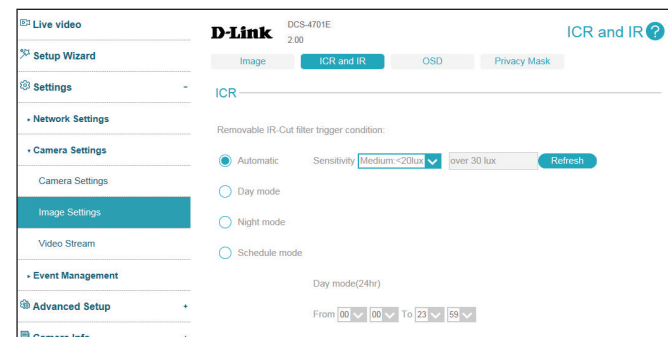 Live video
Setup Wizard
Settings -
Network Settings
Camera Settings
Camera Settings
Image Settings
Video Stream
Event Management
Advanced Setup +
Camera Info +
D-Link
DCS-4701E
2.00
ICR and IR ?
Image ICR and IR OSD Privacy Mask
ICR
Removable IR-Cut filter trigger condition:
Automatic Sensitivity Medium:<20lux over 30 lux Refresh
Day mode
Night mode
Schedule mode
Day mode(24hr)
From 00 00 To 23 59